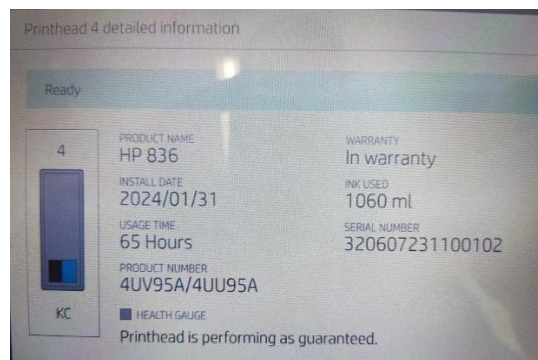 Printhead 4 detailed information
Ready
4
KC
PRODUCT NAME
HP 836
INSTALL DATE
2024/01/31
USAGE TIME
65 Hours
PRODUCT NUMBER
4UV95A/4UU95A
WARRANTY
In warranty
INK USED
1060 ml
SERIAL NUMBER
320607231100102
HEALTH GAUGE
Printhead is performing as guaranteed.